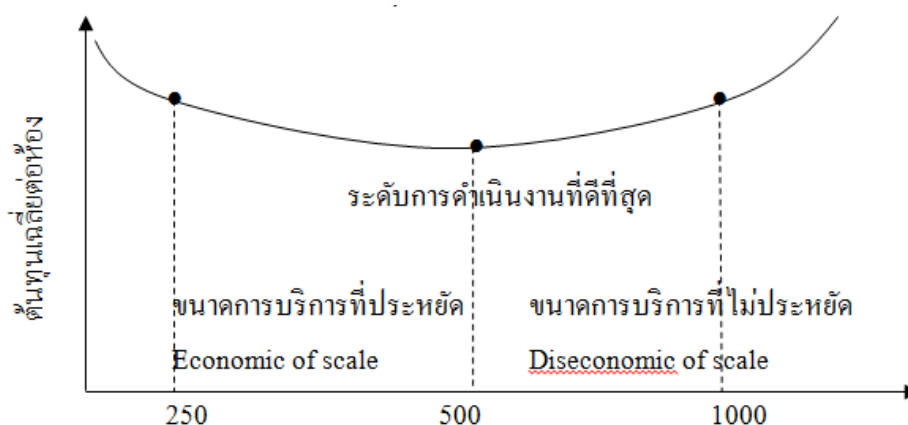 ต้นทุนเฉลี่ยต่อห้อง
ระดับการดำเนินงานที่ดีที่สุด
ขนาดการบริการที่ประหยัด
Economic of scale
ขนาดการบริการที่ไม่ประหยัด
Diseconomic of scale
250
500
1000